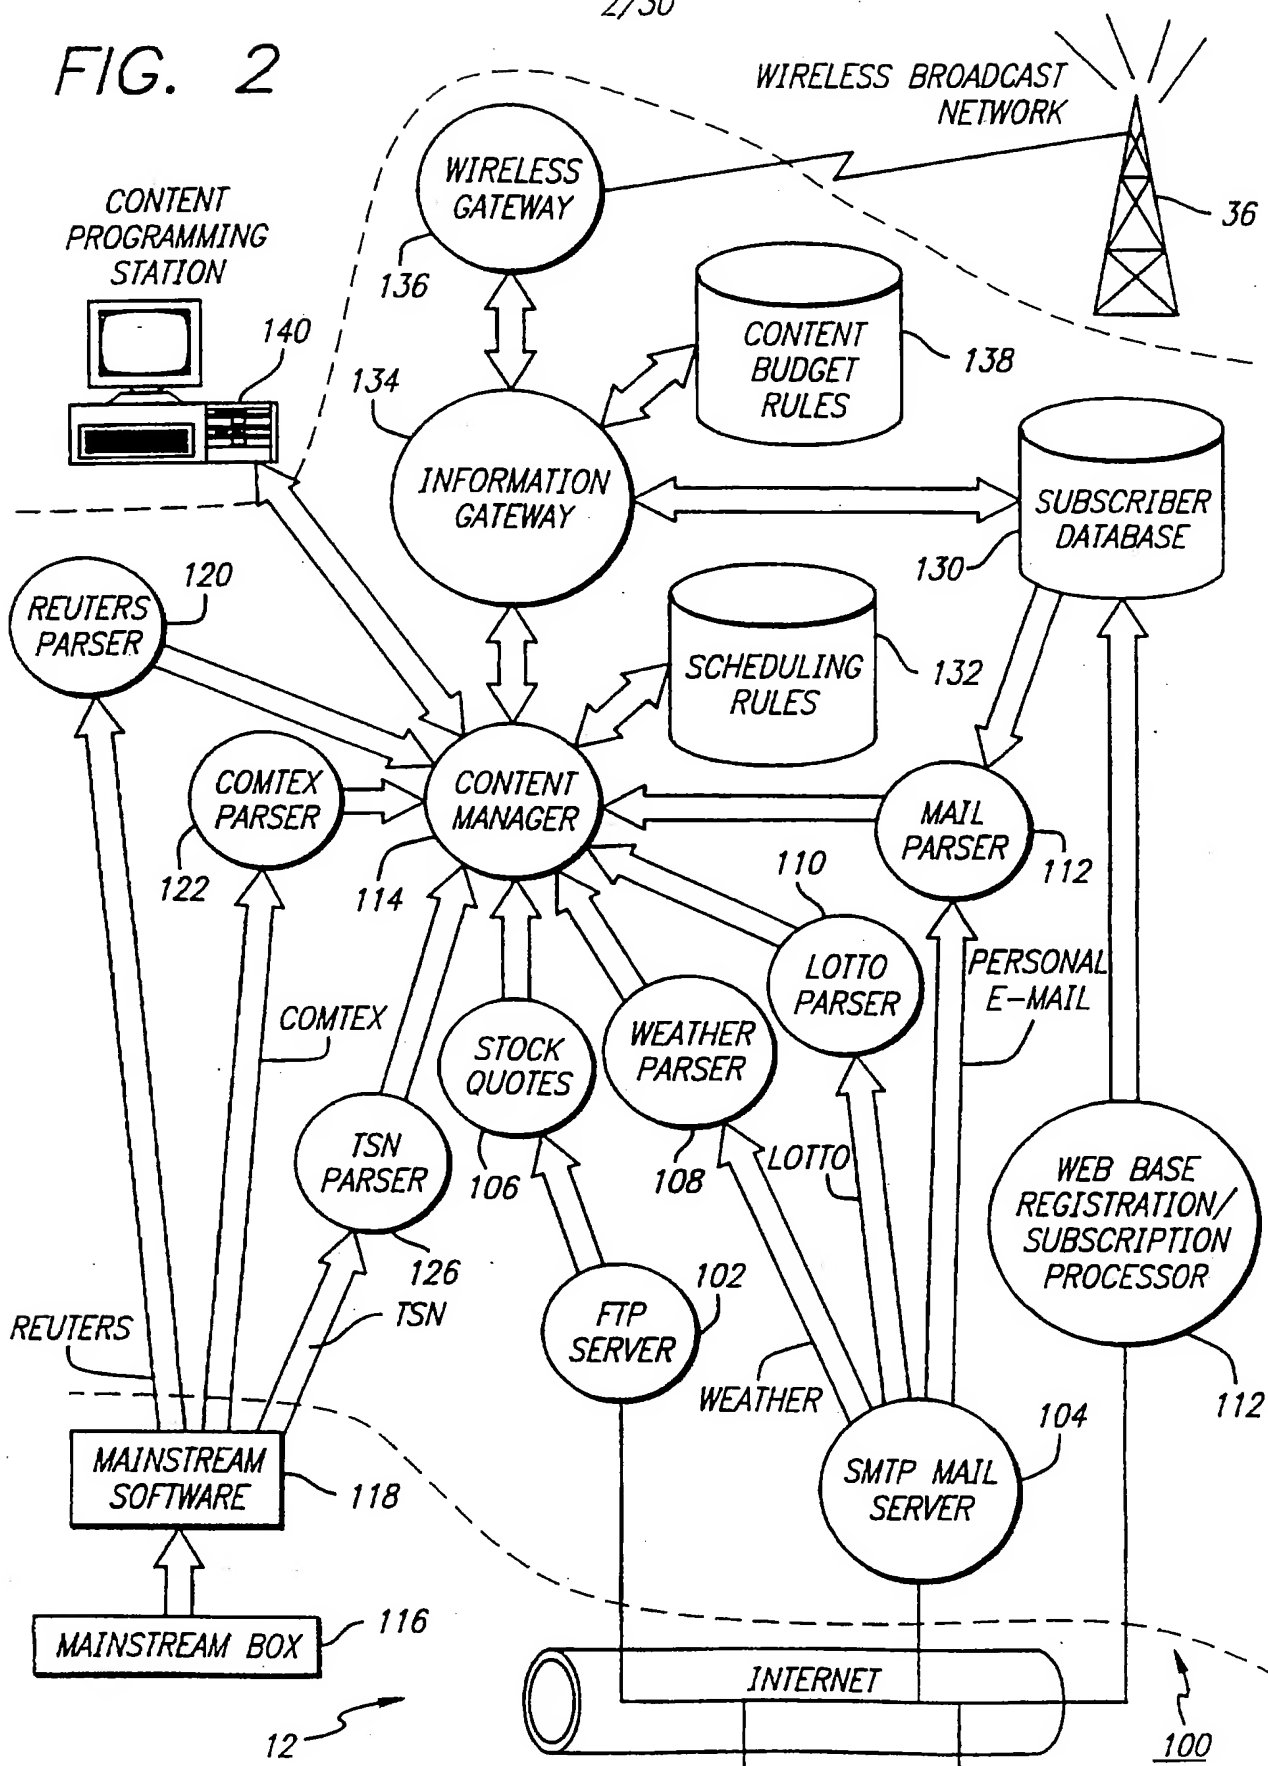 2/30
FIG. 2
WIRELESS BROADCAST
NETWORK
WIRELESS
GATEWAY
136
36
CONTENT
PROGRAMMING
STATION
140
CONTENT
BUDGET
RULES
138
134
INFORMATION
GATEWAY
SUBSCRIBER
DATABASE
130
120
REUTERS
PARSER
SCHEDULING
RULES
132
COMTEX
PARSER
122
CONTENT
MANAGER
114
MAIL
PARSER
112
110
LOTTO
PARSER
PERSONAL
E-MAIL
COMTEX
STOCK
QUOTES
106
WEATHER
PARSER
108
LOTTO
TSN
PARSER
126
TSN
WEB BASE
REGISTRATION/
SUBSCRIPTION
PROCESSOR
112
REUTERS
FTP
SERVER
102
WEATHER
SMTP MAIL
SERVER
104
MAINSTREAM
SOFTWARE
118
MAINSTREAM BOX
116
INTERNET
12
100